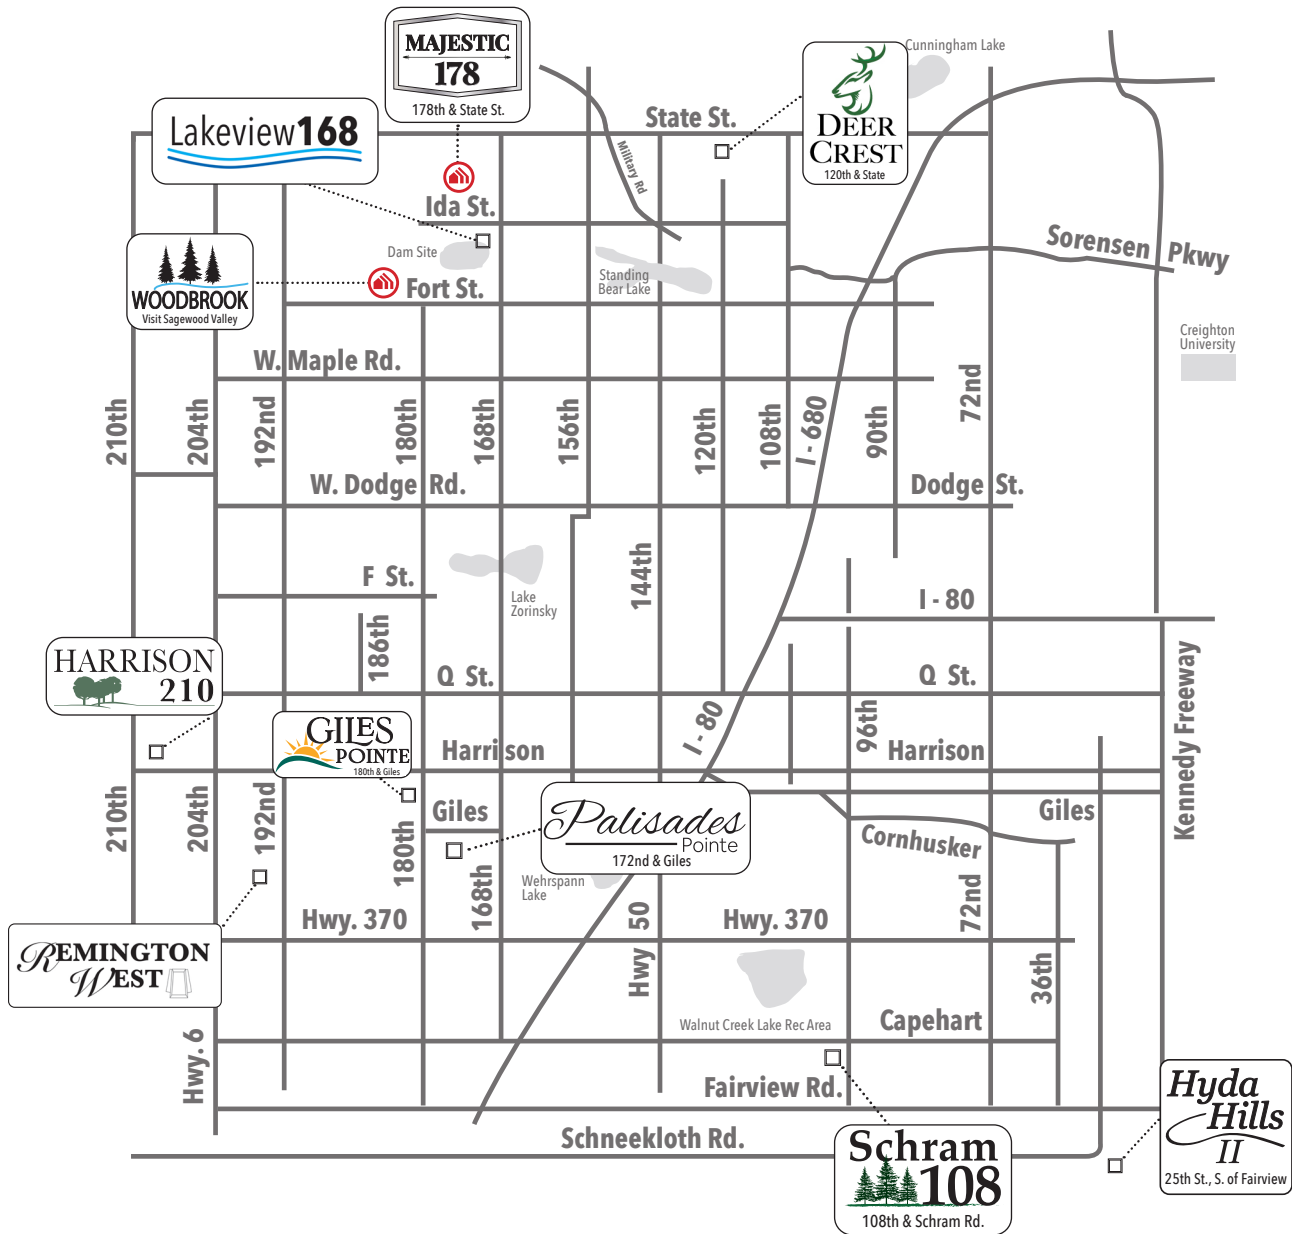 MAJESTIC
178
178th & State St.
Cunningham Lake
DEER
CREST
120th & State
State St.
Lakeview168
Military Rd
Ida St.
Dam Site
Sorensen Pkwy
WOODBROOK
Visit Sagewood Valley
Fort St.
Standing
Bear Lake
Creighton
University
W. Maple Rd.
210th
204th
192nd
180th
168th
156th
120th
108th
I - 680
90th
72nd
W. Dodge Rd.
Dodge St.
F St.
Lake
Zorinsky
144th
I - 80
186th
HARRISON
210
Q St.
Q St.
Kennedy Freeway
GILES
POINTE
180th & Giles
Harrison
I - 80
96th
Harrison
210th
204th
192nd
180th
Giles
Palisades
Pointe
172nd & Giles
Giles
Cornhusker
168th
Wehrspann
Lake
Hwy 50
72nd
REMINGTON
WEST
Hwy. 370
Hwy. 370
36th
Walnut Creek Lake Rec Area
Capehart
Hwy. 6
Fairview Rd.
Hyda
Hills
II
25th St., S. of Fairview
Schneekloth Rd.
Schram
108
108th & Schram Rd.